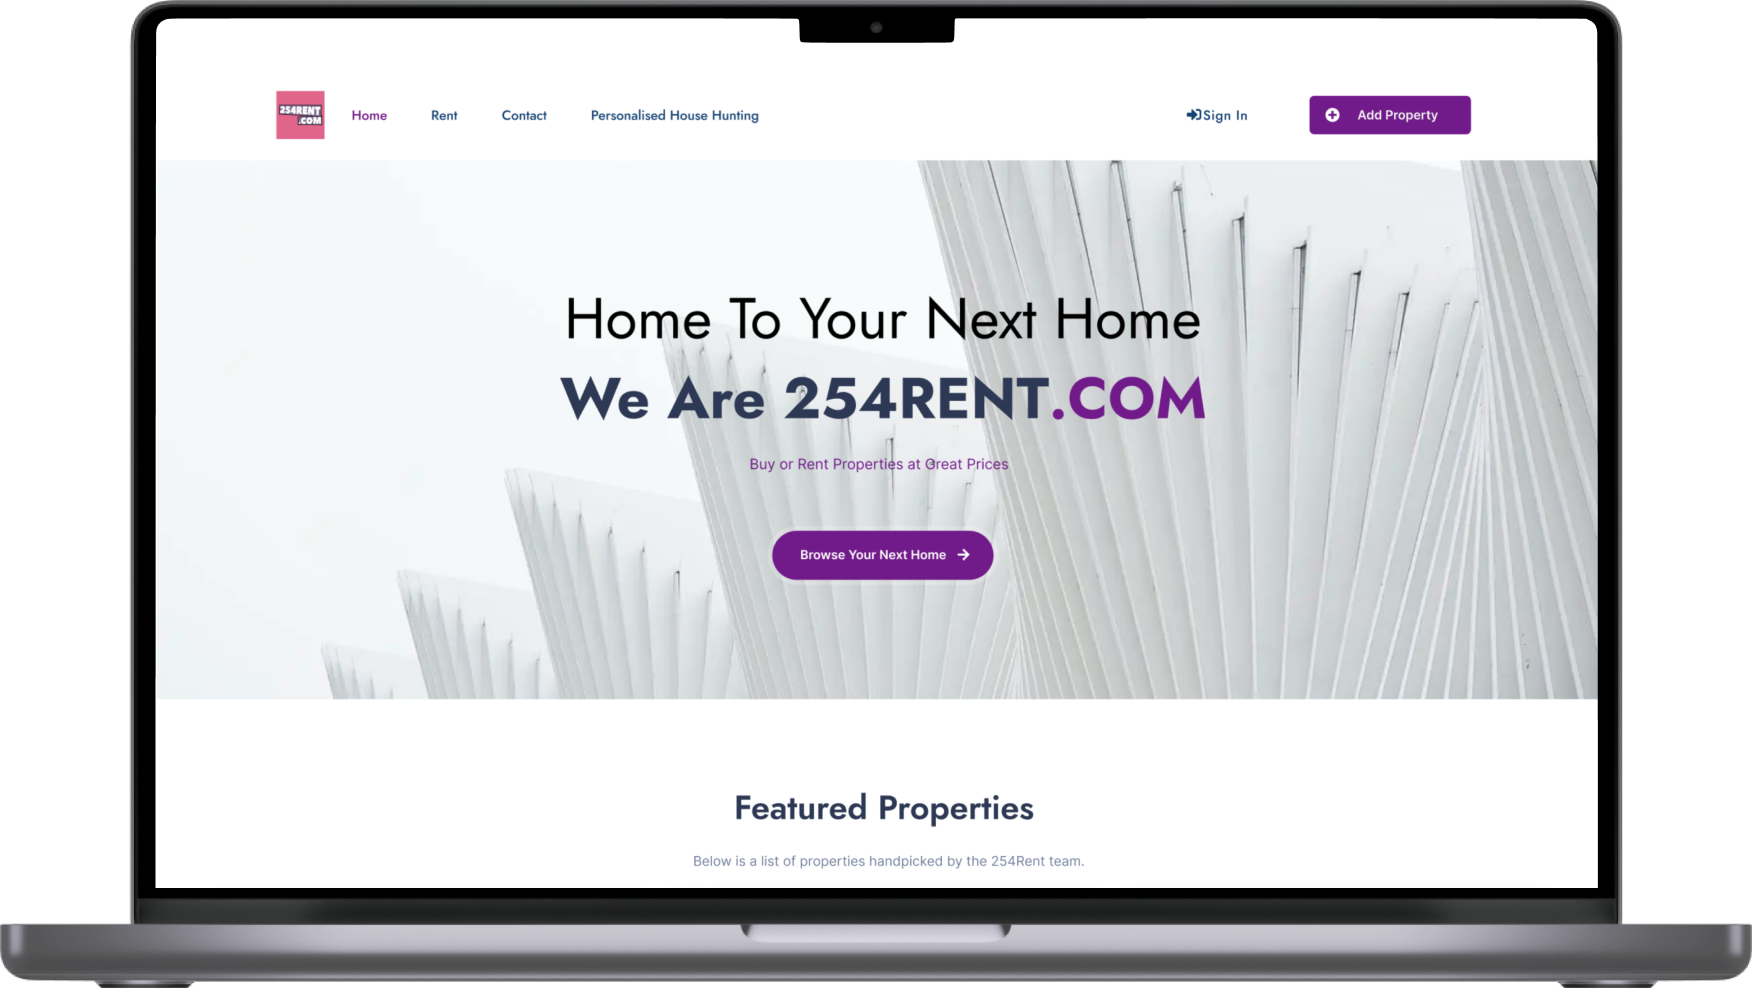 254RENT
.COM
Home
Rent
Contact
Personalised House Hunting
Sign In
Add Property
Home To Your Next Home
We Are 254RENT.COM
Buy or Rent Properties at Great Prices
Browse Your Next Home
Featured Properties
Below is a list of properties handpicked by the 254Rent team.